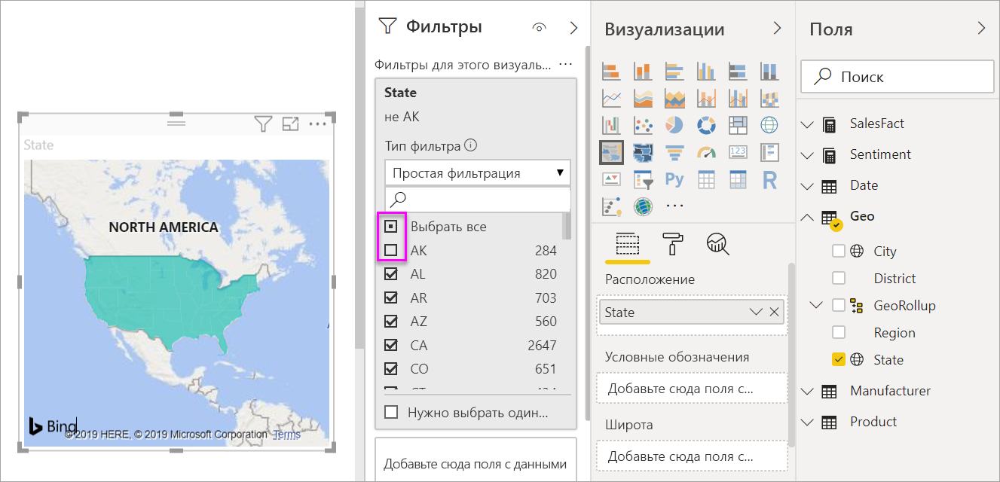 State
NORTH AMERICA
Bing
© 2019 HERE, © 2019 Microsoft Corporation Terms
Фильтры
Фильтры для этого визуаль... ...
State
не AK
Тип фильтра
Простая фильтрация
Выбрать все
AK 284
AL 820
AR 703
AZ 560
CA 2647
CO 651
Нужно выбрать один...
Добавьте сюда поля с данными
Визуализации
123
Py
R
...
Расположение
State
Условные обозначения
Добавьте сюда поля с...
Широта
Добавьте сюда поля с...
Поля
Поиск
SalesFact
Sentiment
Date
Geo
City
District
GeoRollup
Region
State
Manufacturer
Product